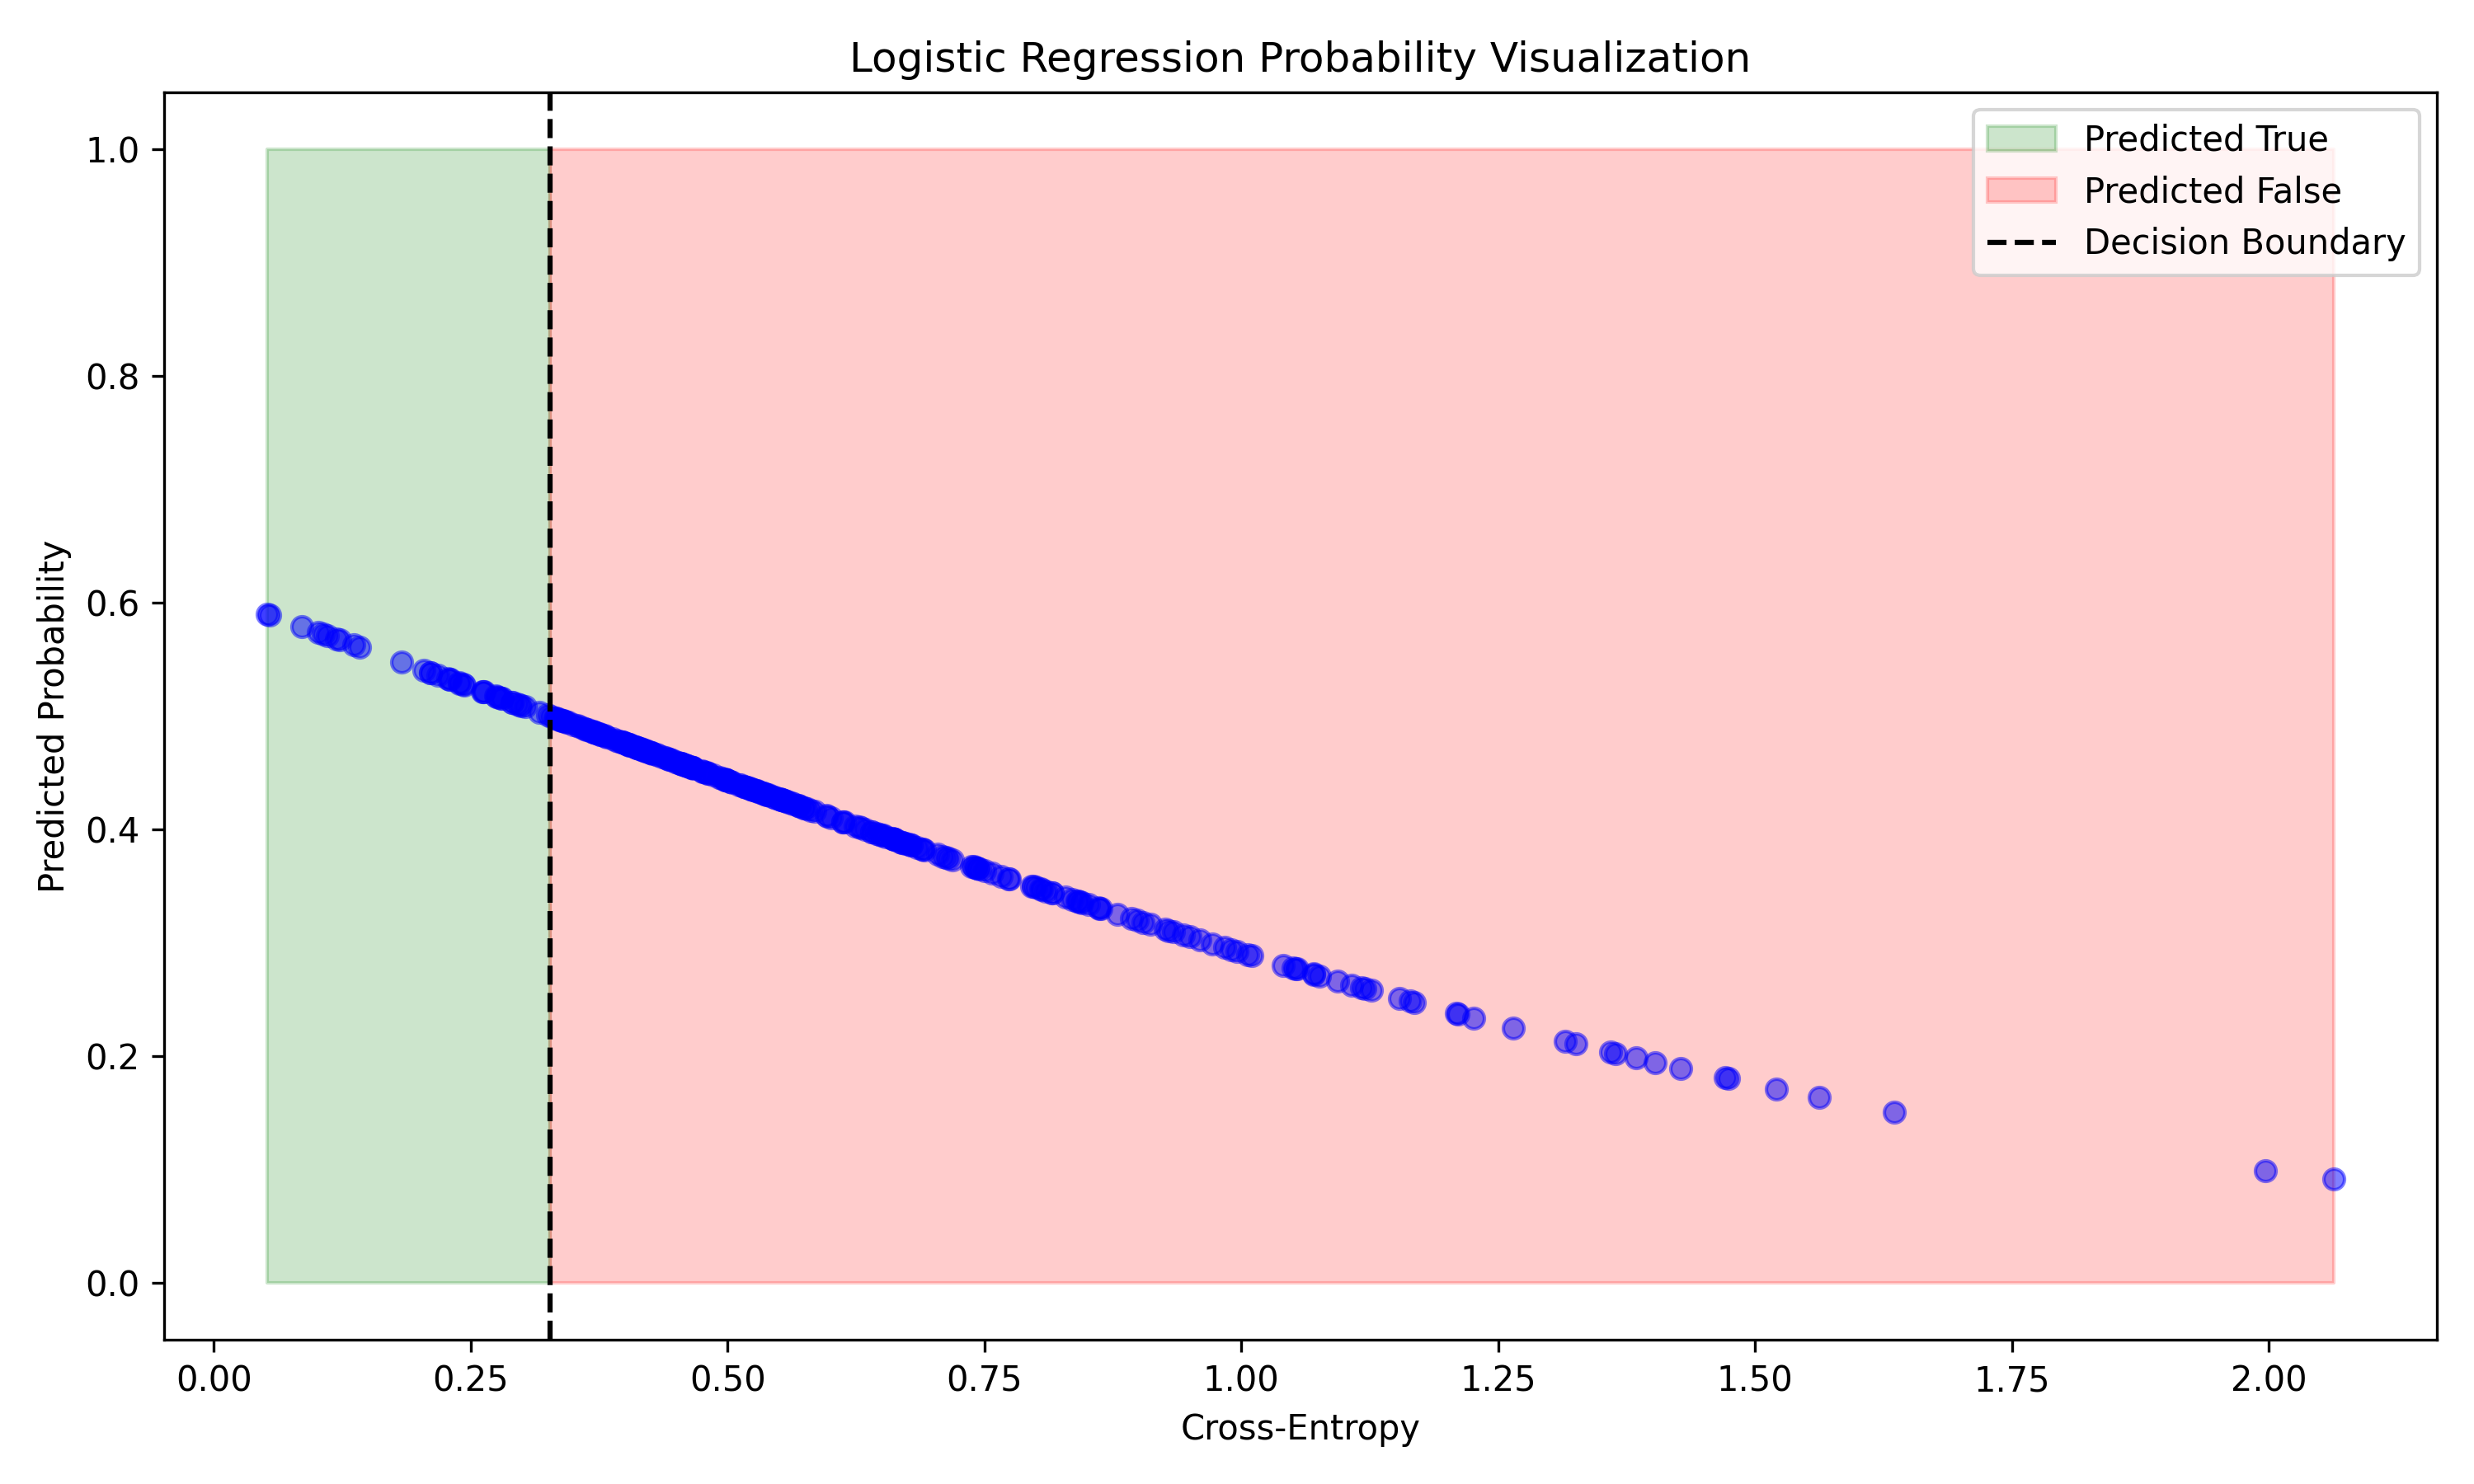 Logistic Regression Probability Visualization
Predicted True
Predicted False
Decision Boundary
1.0
0.8
0.6
0.4
0.2
0.0
Predicted Probability
0.00 0.25 0.50 0.75 1.00 1.25 1.50 1.75 2.00
Cross-Entropy